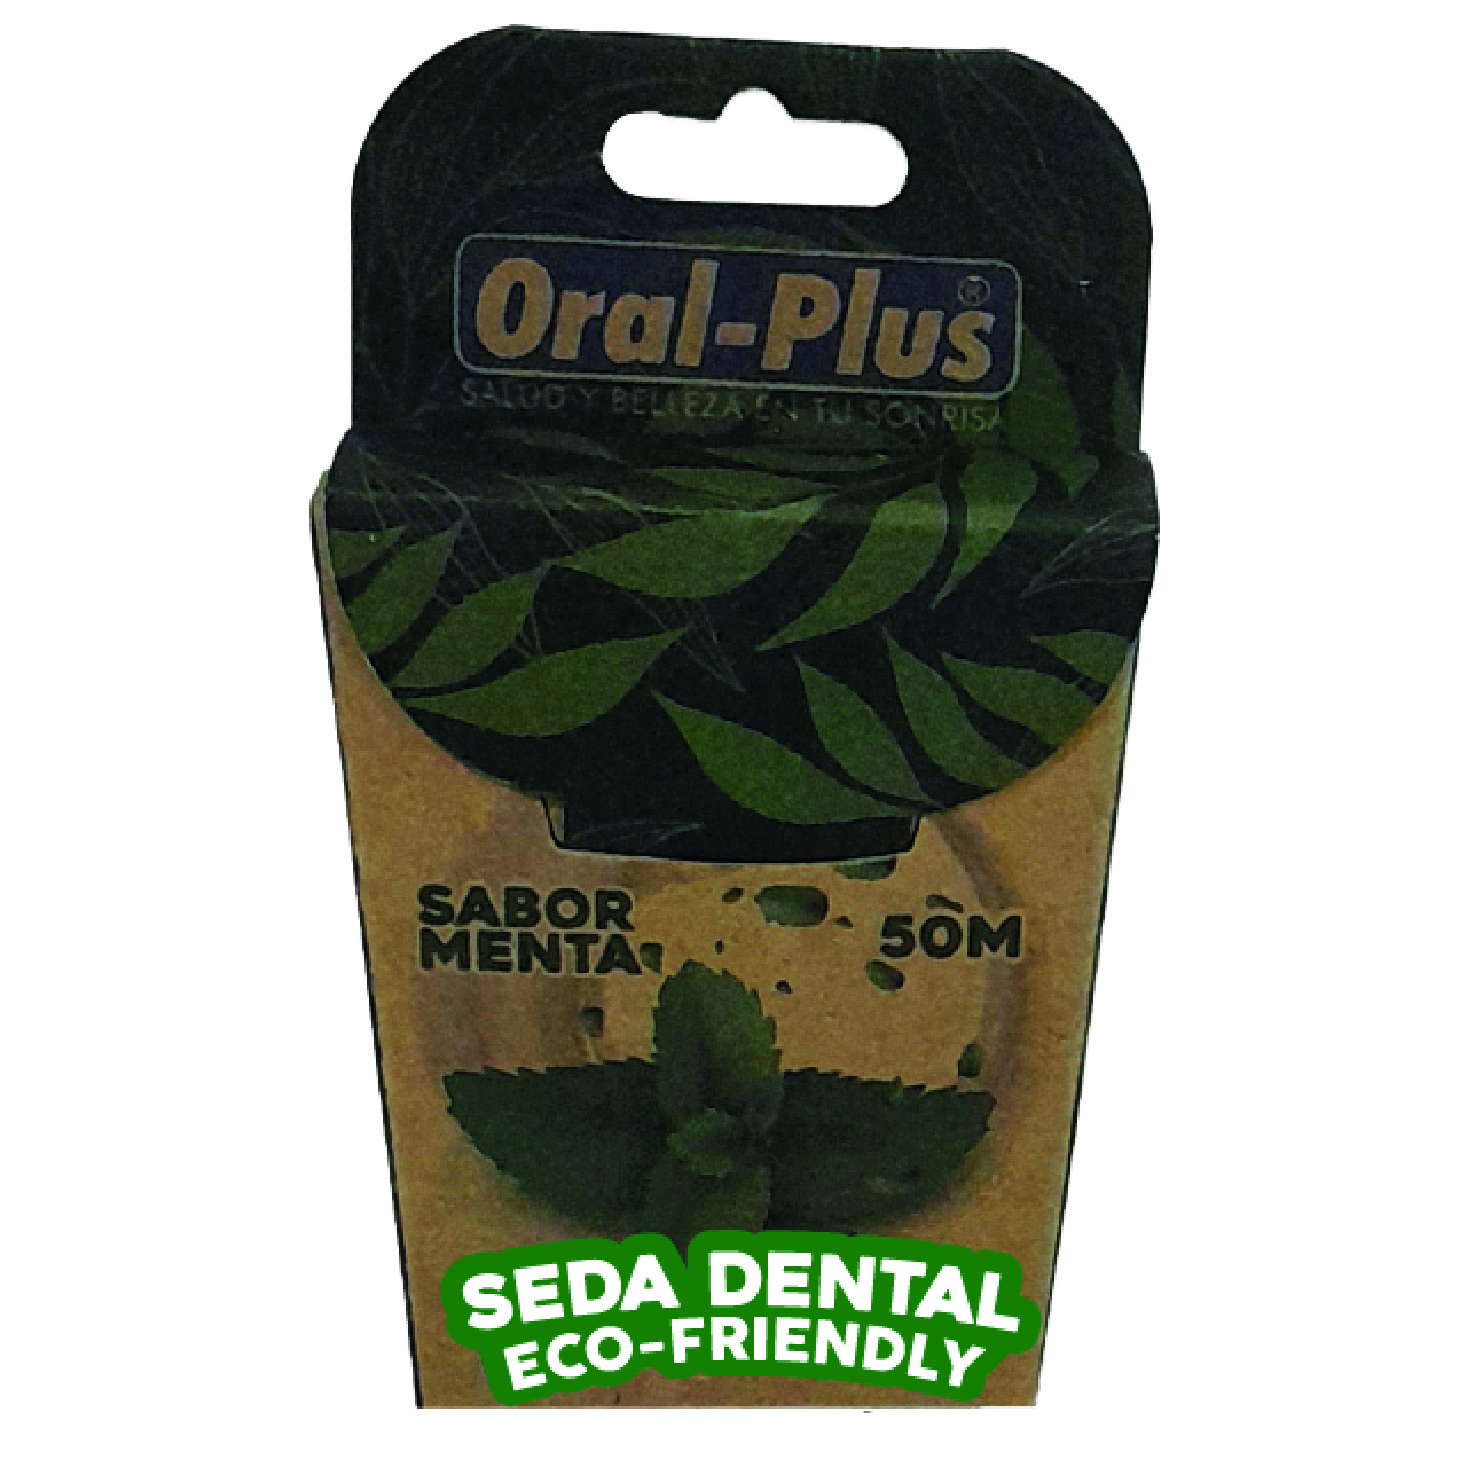 Oral-Plus®
SALUD Y BELLEZA EN TU SONRISA
SABOR
MENTA
50M
SEDA DENTAL
ECO-FRIENDLY